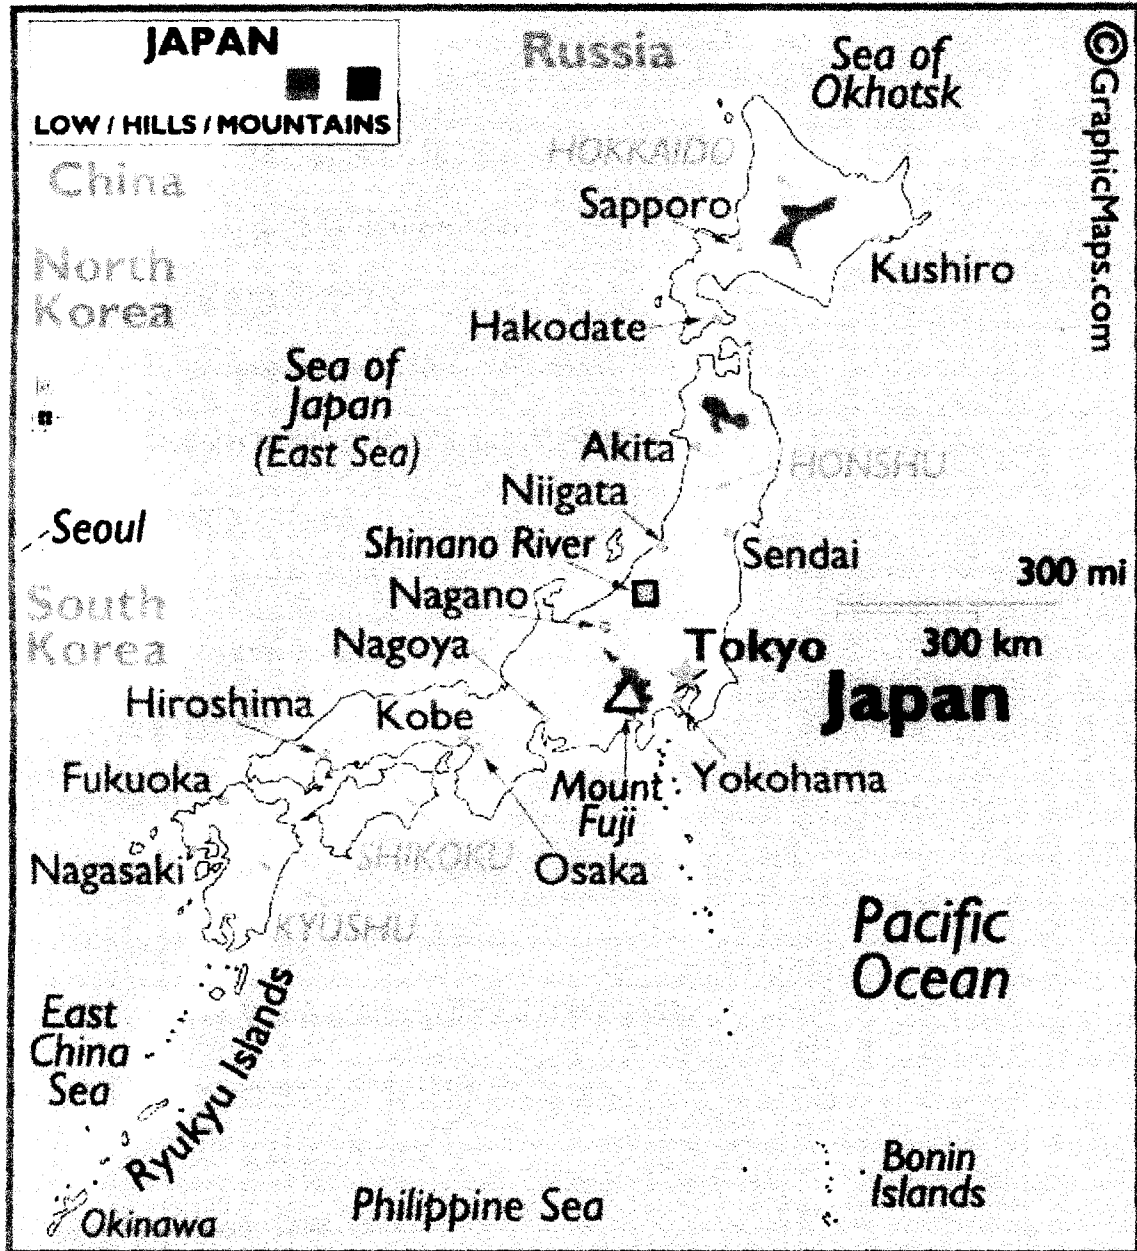 JAPAN
LOW / HILLS / MOUNTAINS
Russia
Sea of
Okhotsk
©GraphicMaps.com
China
HOKKAIDO
Sapporo
North
Korea
Kushiro
Hakodate
Sea of
Japan
(East Sea)
Akita
HONSHU
Niigata
Seoul
Shinano River
Sendai
300 mi
Nagano
South
Korea
Nagoya
Tokyo
300 km
Japan
Hiroshima
Kobe
Fukuoka
Mount
Fuji
Yokohama
Nagasaki
SHIKOKU
Osaka
KYUSHU
Pacific
Ocean
East
China
Sea
Ryukyu Islands
Bonin
Islands
Okinawa
Philippine Sea